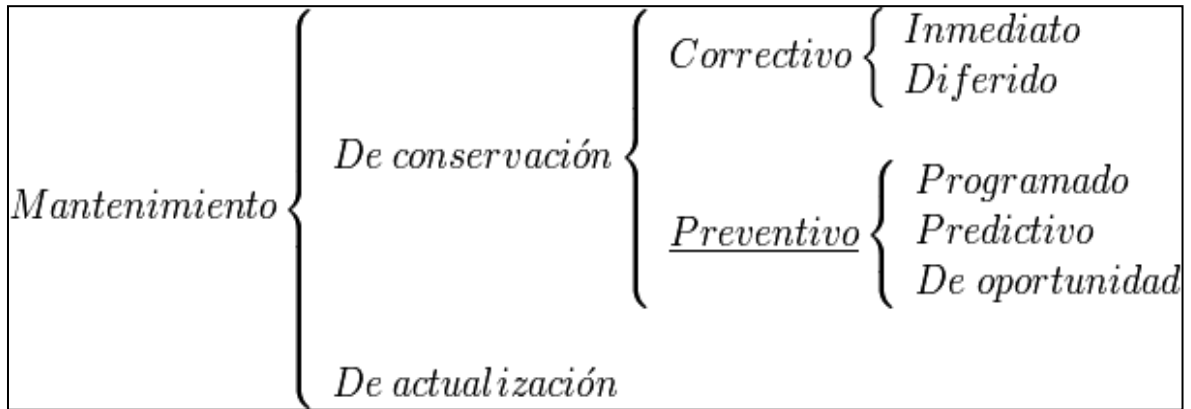 Mantenimiento
De conservación
Correctivo
Inmediato
Diferido
Preventivo
Programado
Predictivo
De oportunidad
De actualización